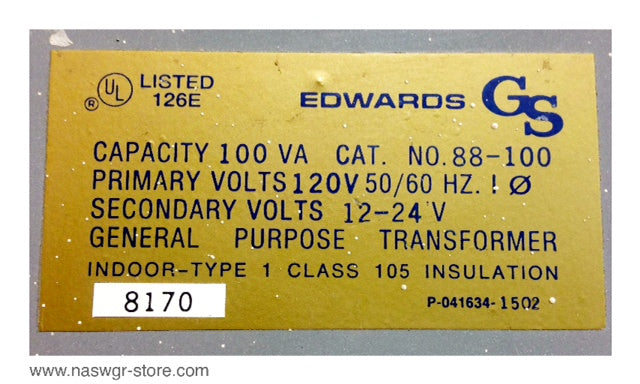 UL LISTED
126E
®
EDWARDS GS
CAPACITY 100 VA CAT. NO. 88-100
PRIMARY VOLTS 120V 50/60 HZ. 1 Ø
SECONDARY VOLTS 12-24 V
GENERAL PURPOSE TRANSFORMER
INDOOR-TYPE 1 CLASS 105 INSULATION
8170
P-041634-1502
www.naswgr-store.com